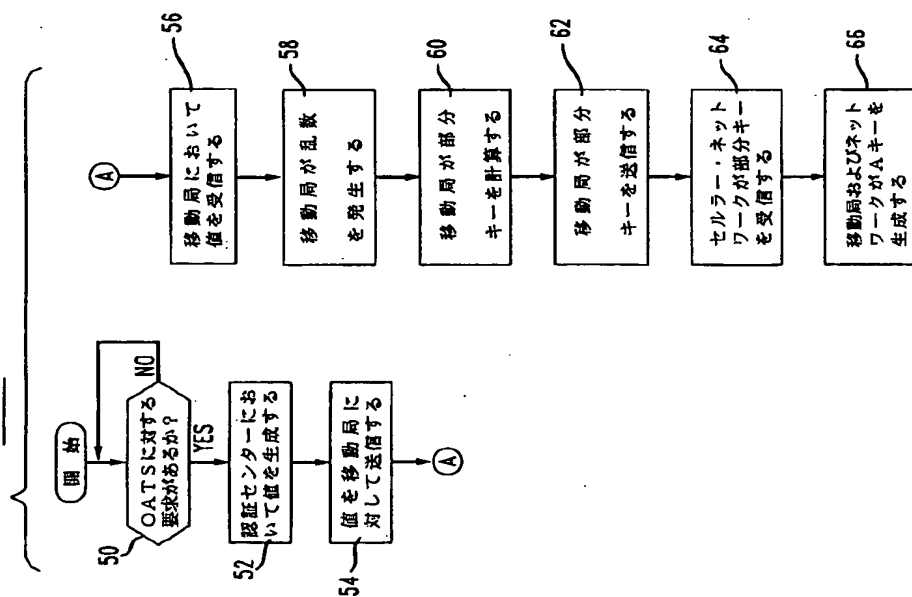 開 始
OATSに対する
要求があるか?
50
NO
YES
認証センターにお
いて値を生成する
52
値を移動局に
対して送信する
54
A
A
移動局において
値を受信する
56
移動局が乱数
を発生する
58
移動局が部分
キーを計算する
60
移動局が部分
キーを送信する
62
セルラー・ネット
ワークが部分キー
を受信する
64
移動局およびネット
ワークがAキーを
生成する
66